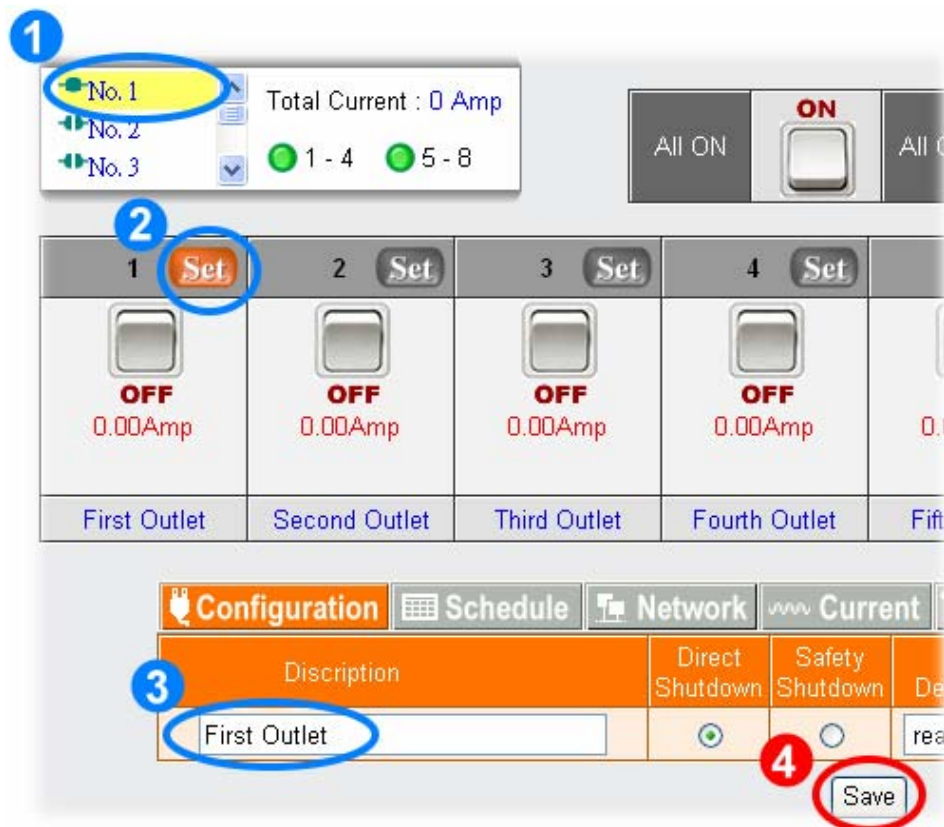 1
No. 1
No. 2
No. 3
Total Current : 0 Amp
1 - 4 5 - 8
All ON
ON
All
2
1 Set 2 Set 3 Set 4 Set
OFF OFF OFF OFF
0.00Amp 0.00Amp 0.00Amp 0.00Amp 0.
First Outlet Second Outlet Third Outlet Fourth Outlet
Configuration Schedule Network Current
Discription Direct Shutdown Safety Shutdown
3
First Outlet
4
Save